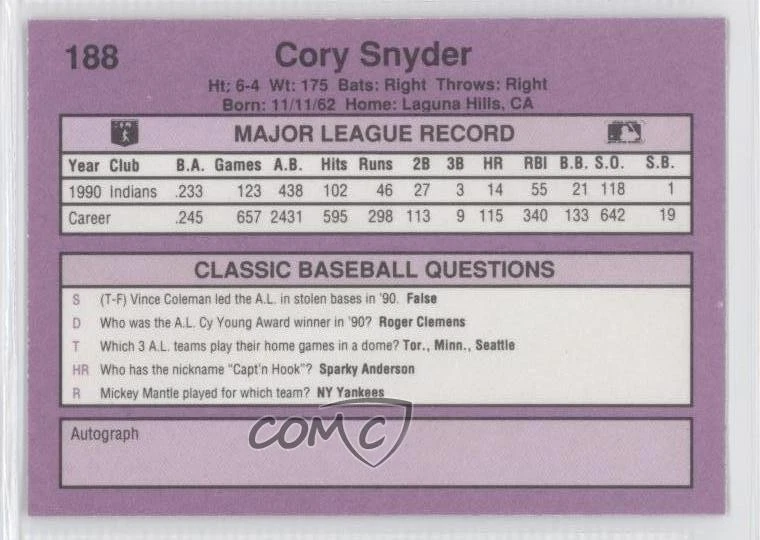 188 Cory Snyder
Ht: 6-4 Wt: 175 Bats: Right Throws: Right
Born: 11/11/62 Home: Laguna Hills, CA
MAJOR LEAGUE RECORD
Year Club B.A. Games A.B. Hits Runs 2B 3B HR RBI B.B. S.O. S.B.
1990 Indians .233 123 438 102 46 27 3 14 55 21 118 1
Career .245 657 2431 595 298 113 9 115 340 133 642 19
CLASSIC BASEBALL QUESTIONS
S (T-F) Vince Coleman led the A.L. in stolen bases in '90. False
D Who was the A.L. Cy Young Award winner in '90? Roger Clemens
T Which 3 A.L. teams play their home games in a dome? Tor., Minn., Seattle
HR Who has the nickname "Capt'n Hook"? Sparky Anderson
R Mickey Mantle played for which team? NY Yankees
Autograph
COMC